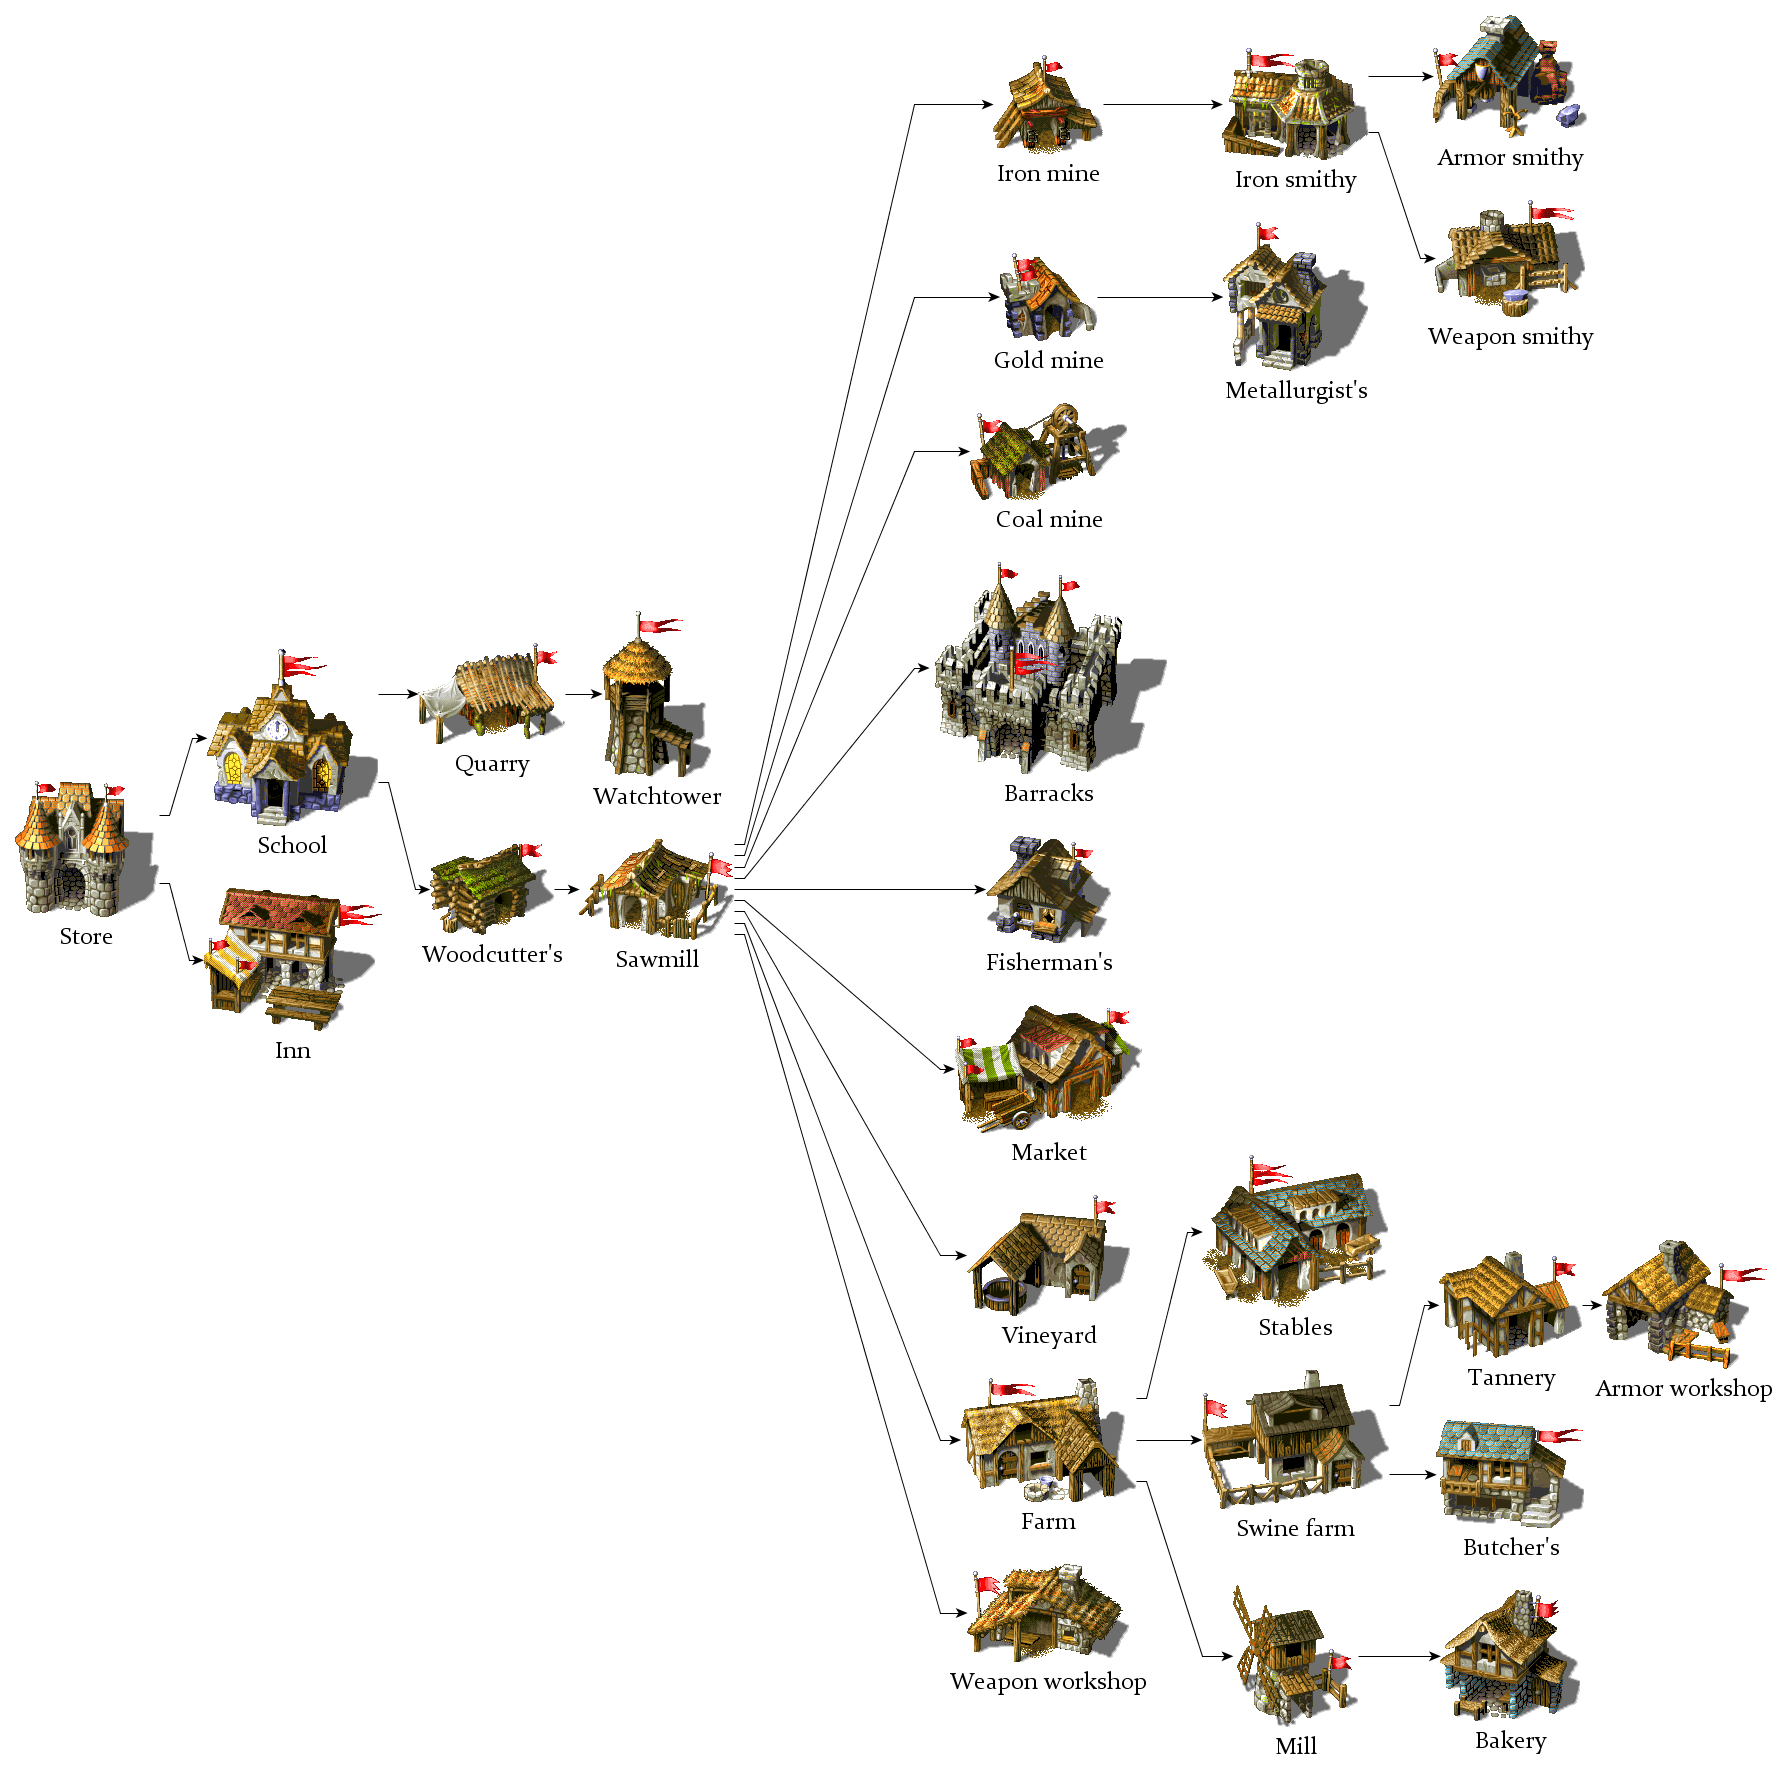 Store
School
Inn
Quarry
Watchtower
Woodcutter's
Sawmill
Iron mine
Iron smithy
Armor smithy
Weapon smithy
Gold mine
Metallurgist's
Coal mine
Barracks
Fisherman's
Market
Vineyard
Farm
Stables
Swine farm
Tannery
Armor workshop
Butcher's
Mill
Bakery
Weapon workshop